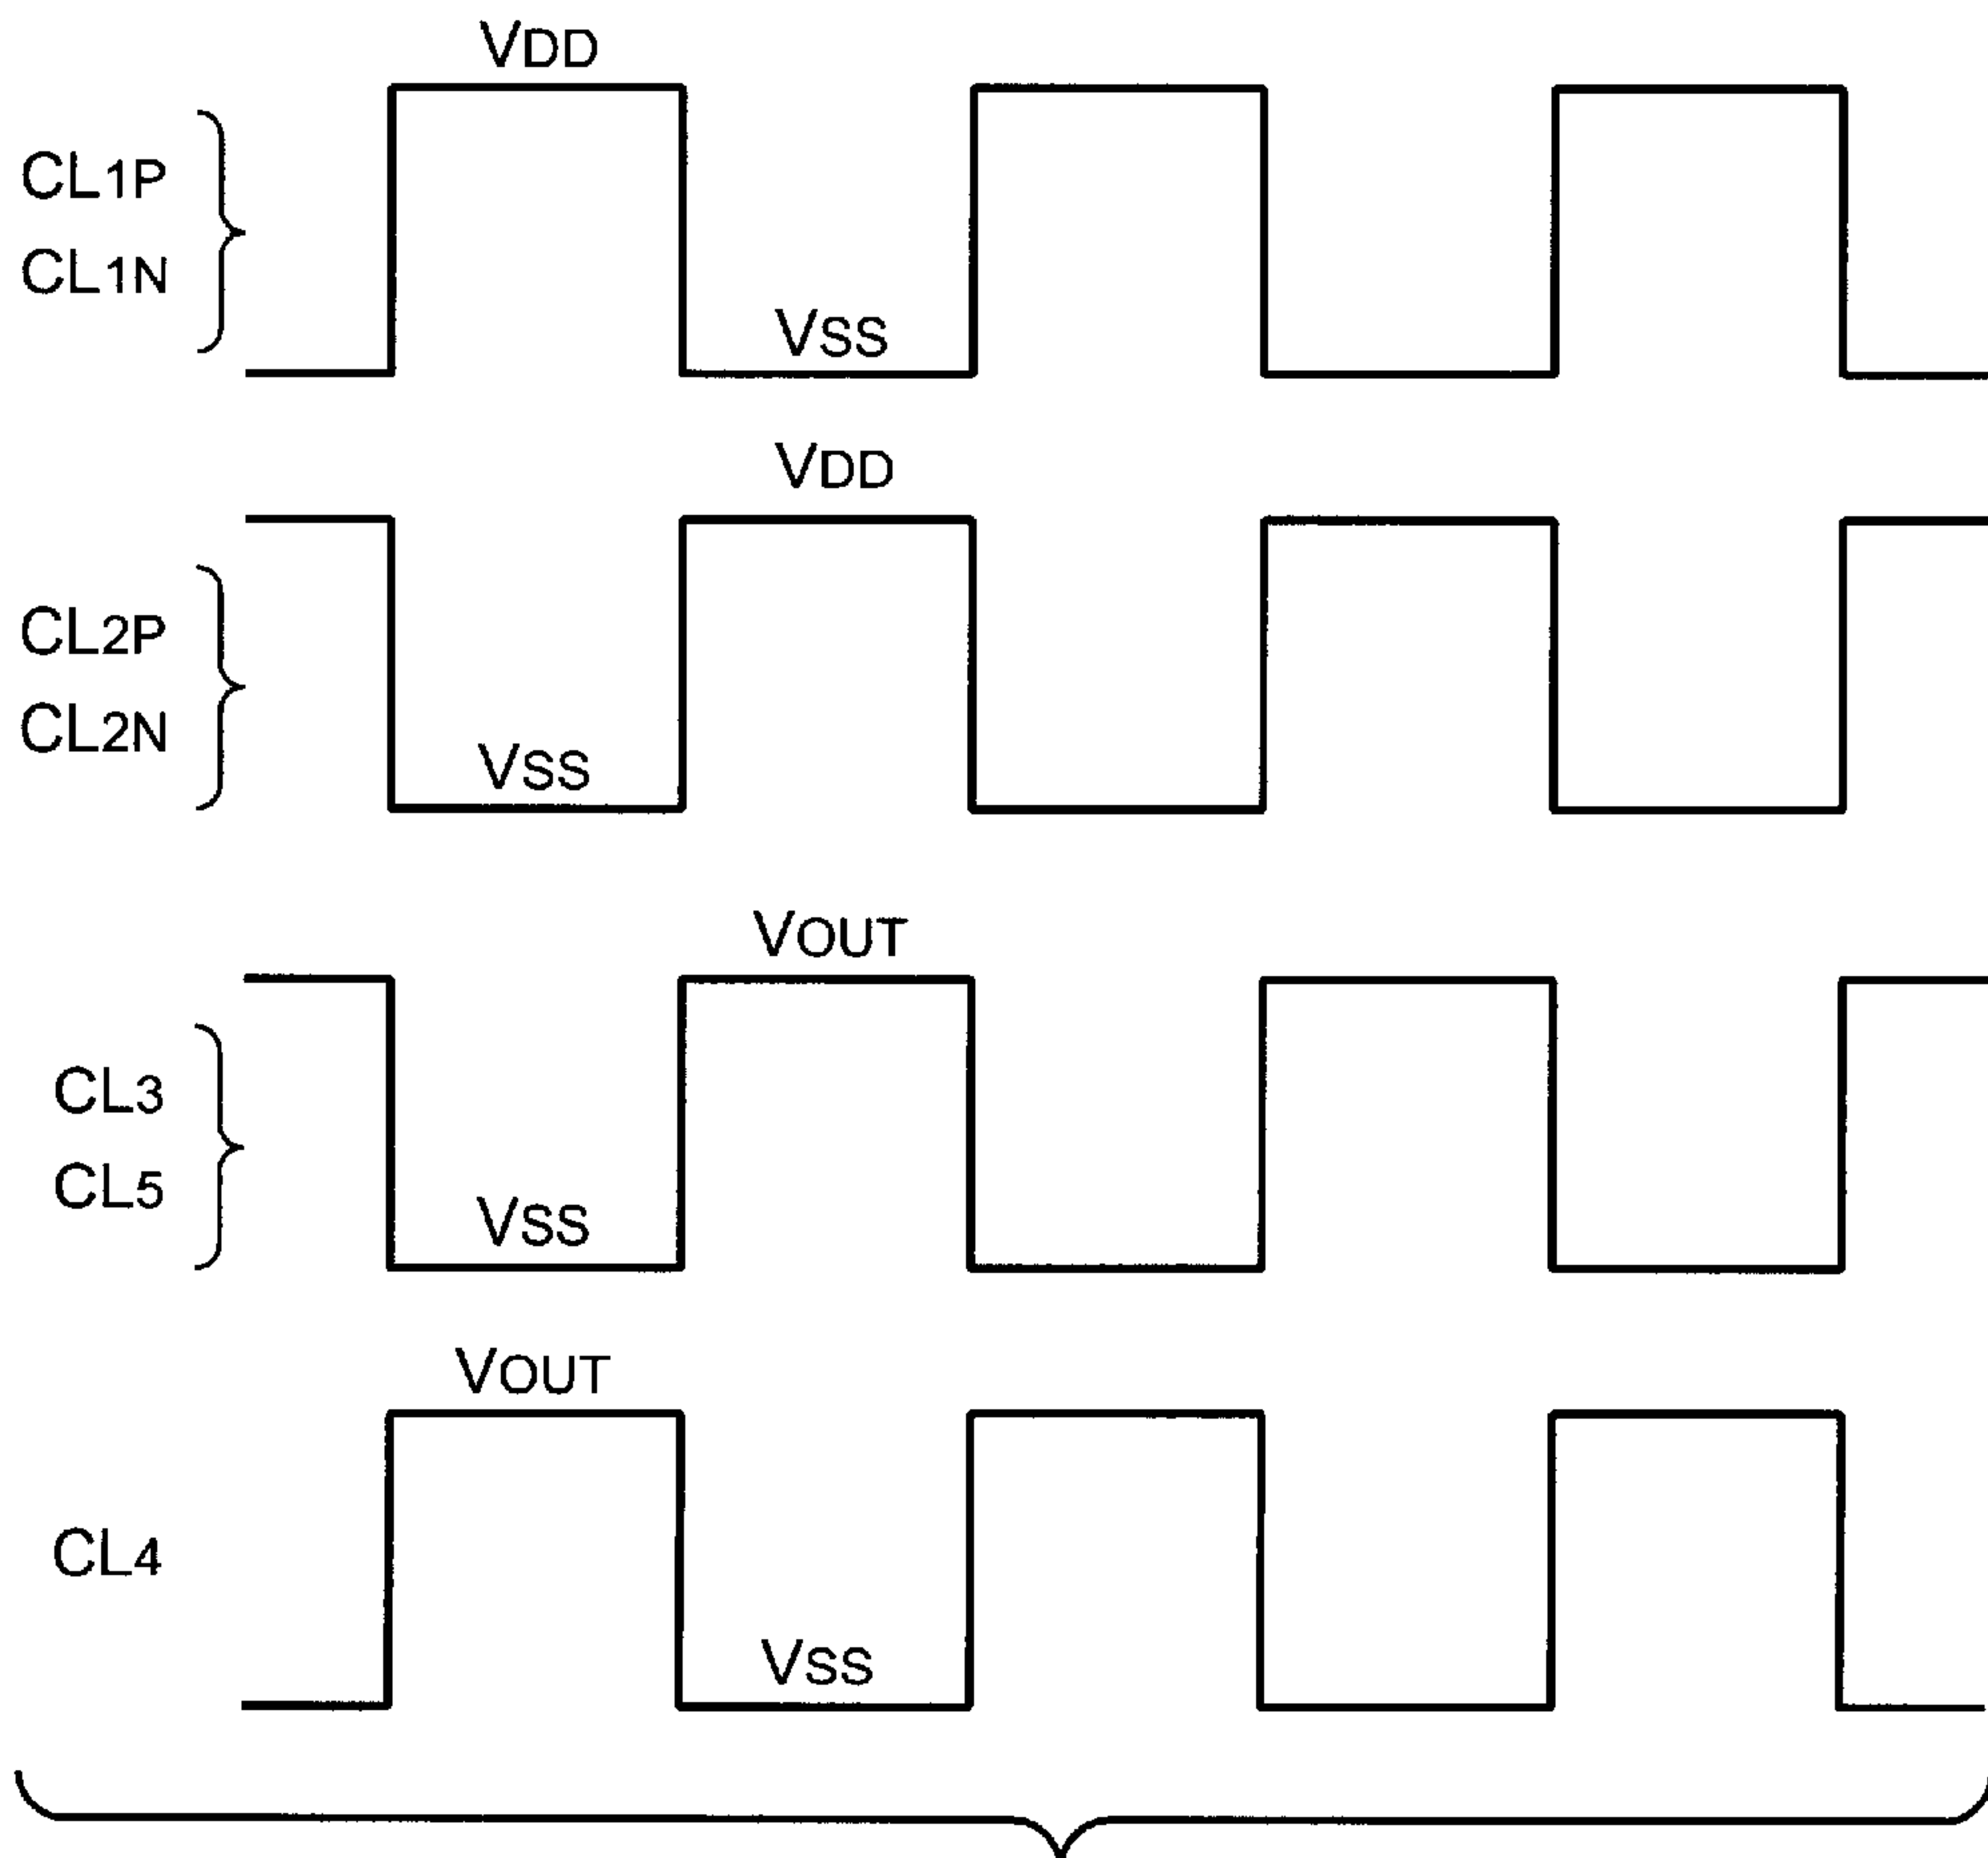 VDD
CL1P
CL1N
VSS
VDD
CL2P
CL2N
VSS
VOUT
CL3
CL5
VSS
VOUT
CL4
VSS